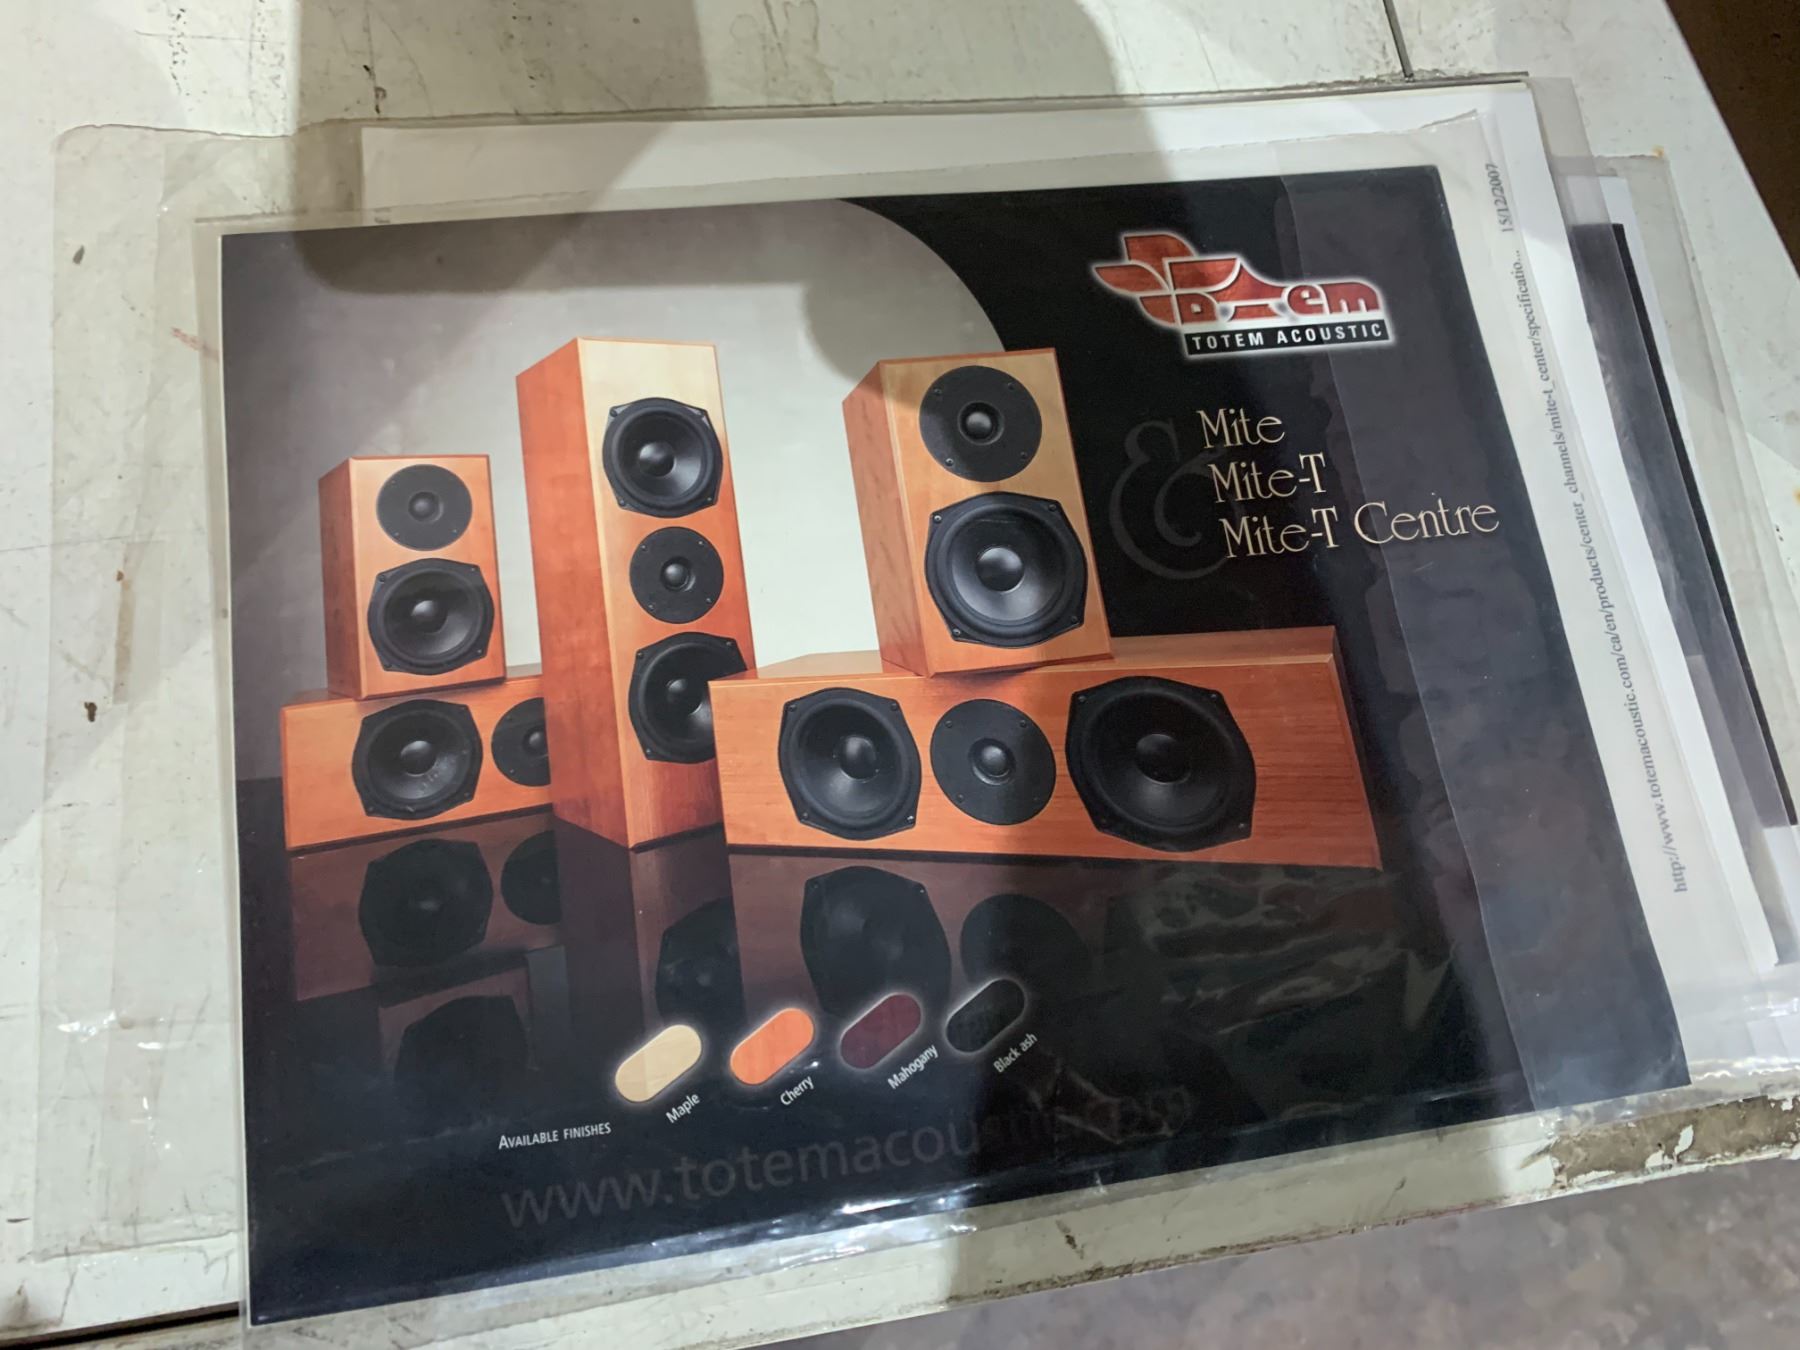 Totem
TOTEM ACOUSTIC
Mite
&
Mite-T
Mite-T Centre
AVAILABLE FINISHES
Maple
Cherry
Mahogany
Black ash
www.totemacoustic.com
http://www.totemacoustic.com/ca/en/products/center_channels/mite-t_center/specificatio...
15/12/2007